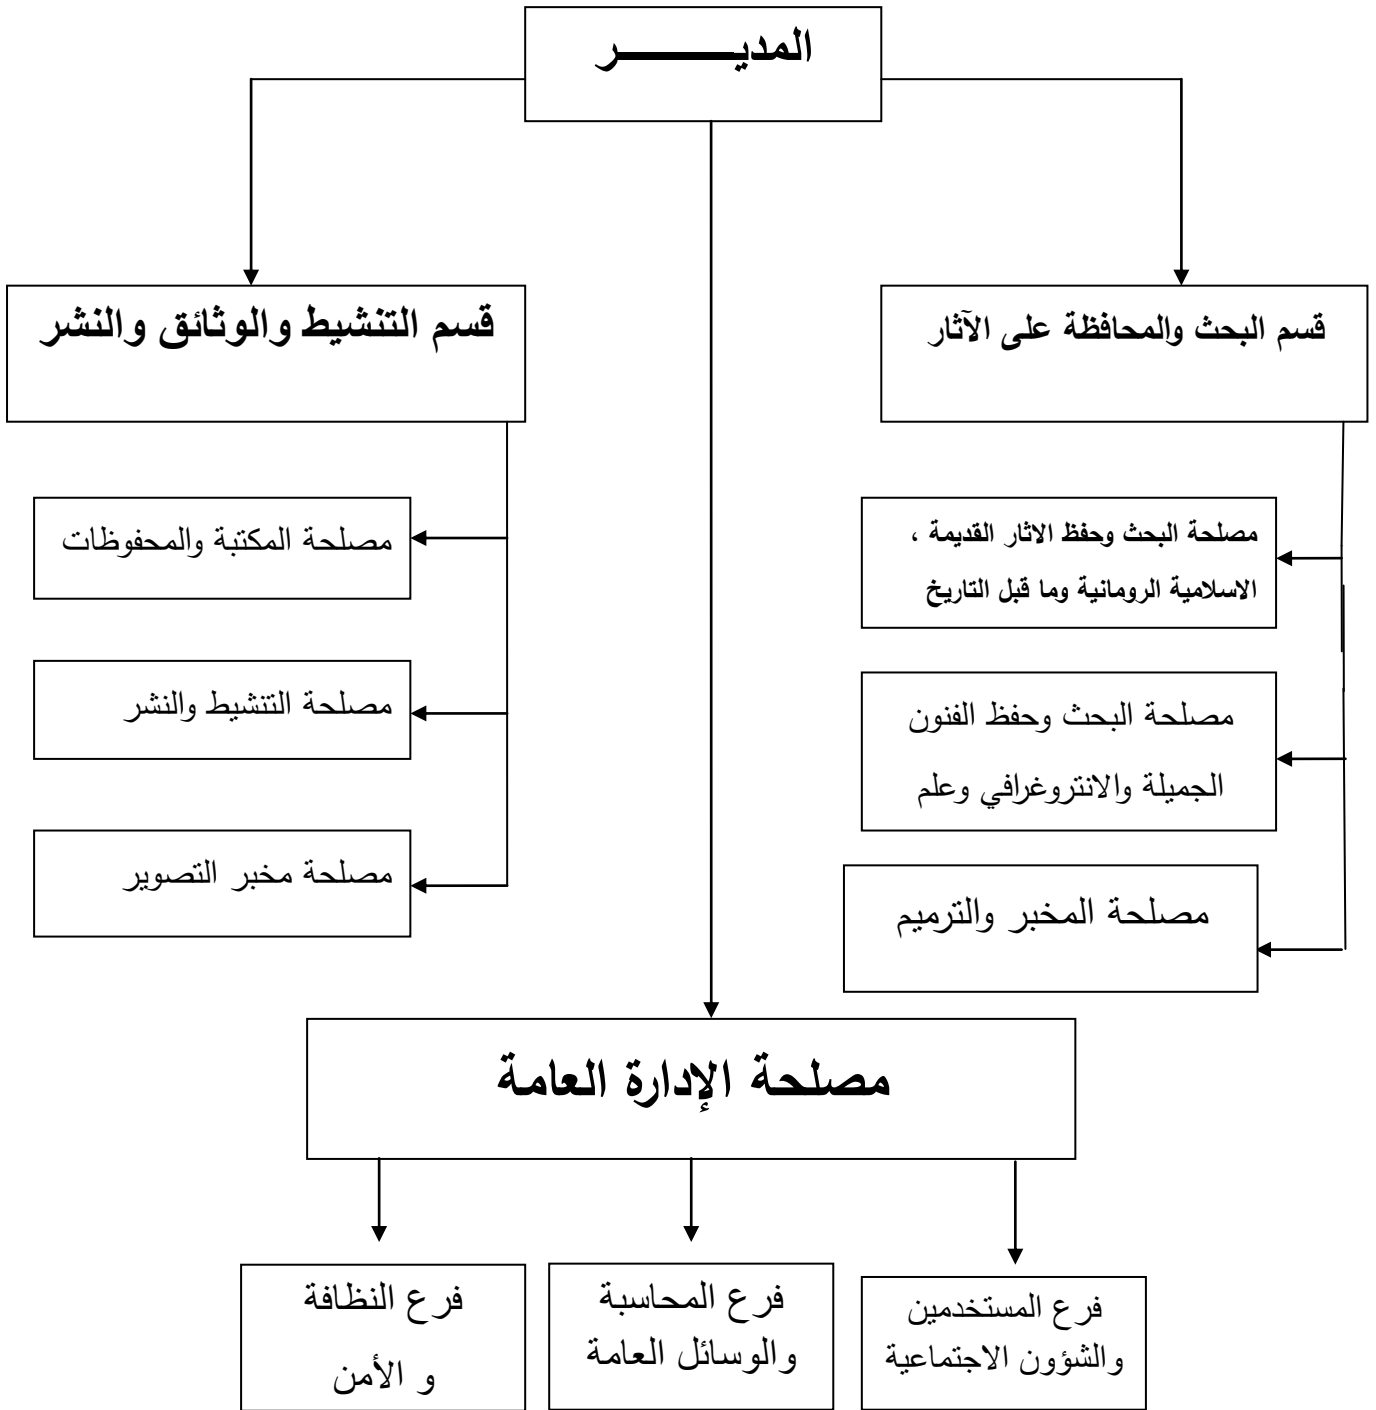 المديـــــــــر
قسم البحث والمحافظة على الآثار
قسم التنشيط والوثائق والنشر
مصلحة البحث وحفظ الاثار القديمة ،
الاسلامية الرومانية وما قبل التاريخ
مصلحة البحث وحفظ الفنون
الجميلة والانتروغرافي وعلم
مصلحة المخبر والترميم
مصلحة المكتبة والمحفوظات
مصلحة التنشيط والنشر
مصلحة مخبر التصوير
مصلحة الإدارة العامة
فرع المستخدمين
والشؤون الاجتماعية
فرع المحاسبة
والوسائل العامة
فرع النظافة
و الأمن